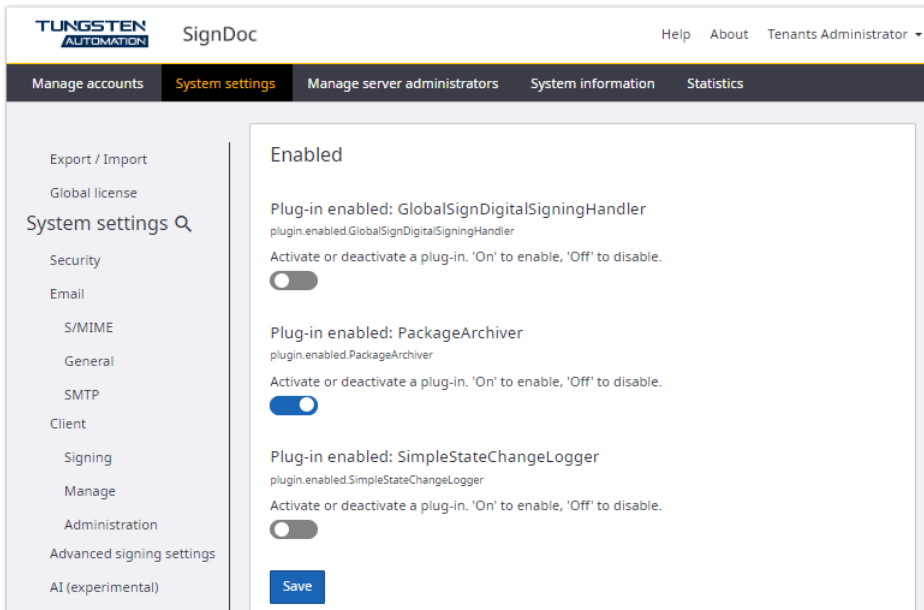 TUNGSTEN
AUTOMATION
SignDoc
Help About Tenants Administrator
Manage accounts System settings Manage server administrators System information Statistics
Export / Import
Global license
System settings
Security
Email
S/MIME
General
SMTP
Client
Signing
Manage
Administration
Advanced signing settings
AI (experimental)
Enabled
Plug-in enabled: GlobalSignDigitalSigningHandler
plugin.enabled.GlobalSignDigitalSigningHandler
Activate or deactivate a plug-in. 'On' to enable, 'Off' to disable.
Plug-in enabled: PackageArchiver
plugin.enabled.PackageArchiver
Activate or deactivate a plug-in. 'On' to enable, 'Off' to disable.
Plug-in enabled: SimpleStateChangeLogger
plugin.enabled.SimpleStateChangeLogger
Activate or deactivate a plug-in. 'On' to enable, 'Off' to disable.
Save